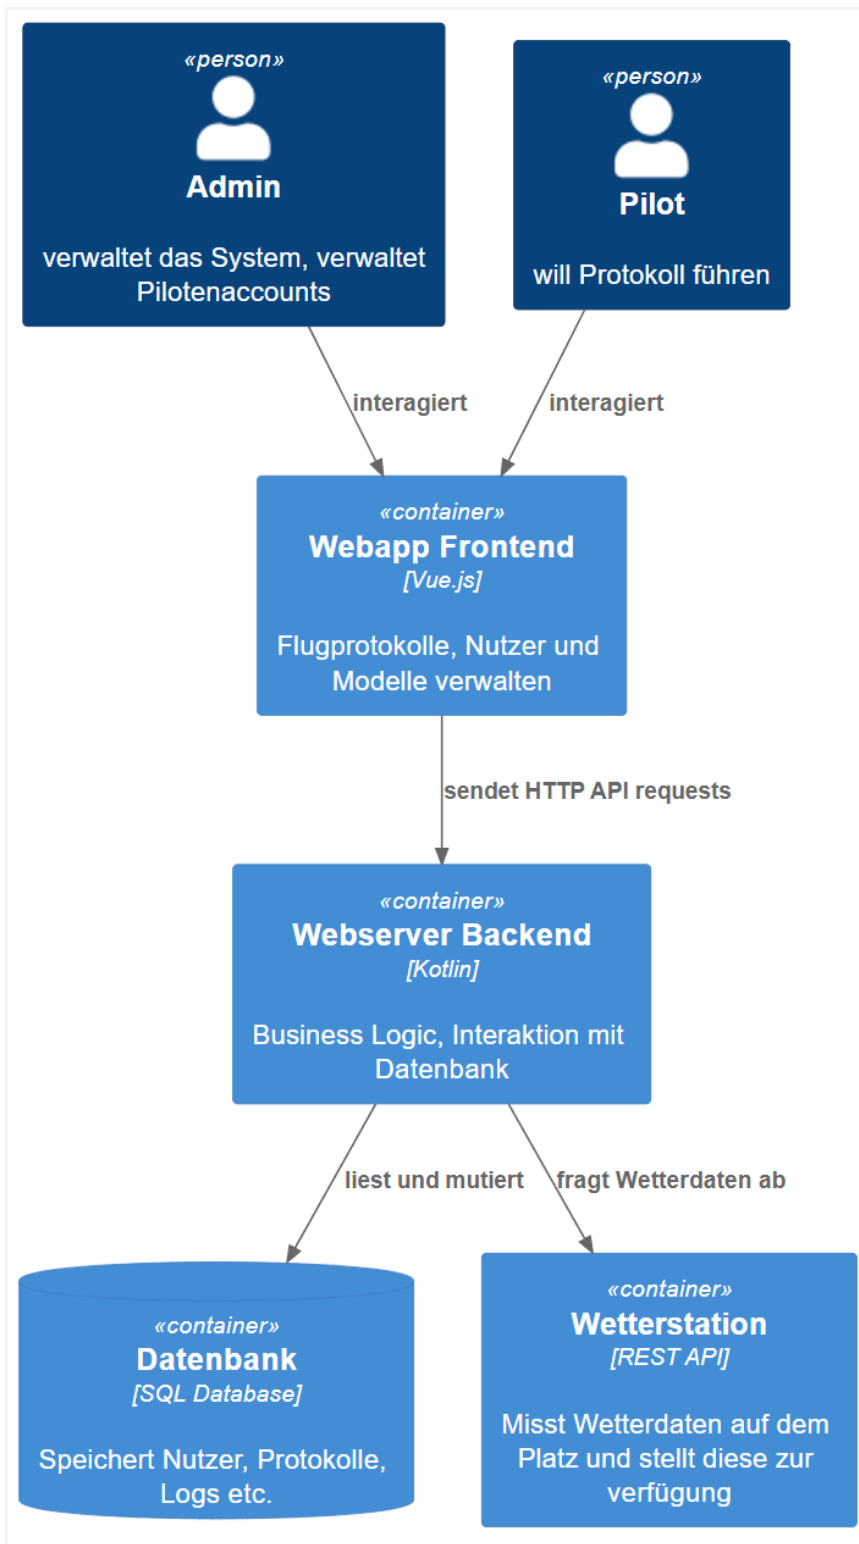 «person»
Admin
verwaltet das System, verwaltet
Pilotenaccounts
«person»
Pilot
will Protokoll führen
interagiert
interagiert
«container»
Webapp Frontend
[Vue.js]
Flugprotokolle, Nutzer und
Modelle verwalten
sendet HTTP API requests
«container»
Webserver Backend
[Kotlin]
Business Logic, Interaktion mit
Datenbank
liest und mutiert
fragt Wetterdaten ab
«container»
Datenbank
[SQL Database]
Speichert Nutzer, Protokolle,
Logs etc.
«container»
Wetterstation
[REST API]
Misst Wetterdaten auf dem
Platz und stellt diese zur
verfügung